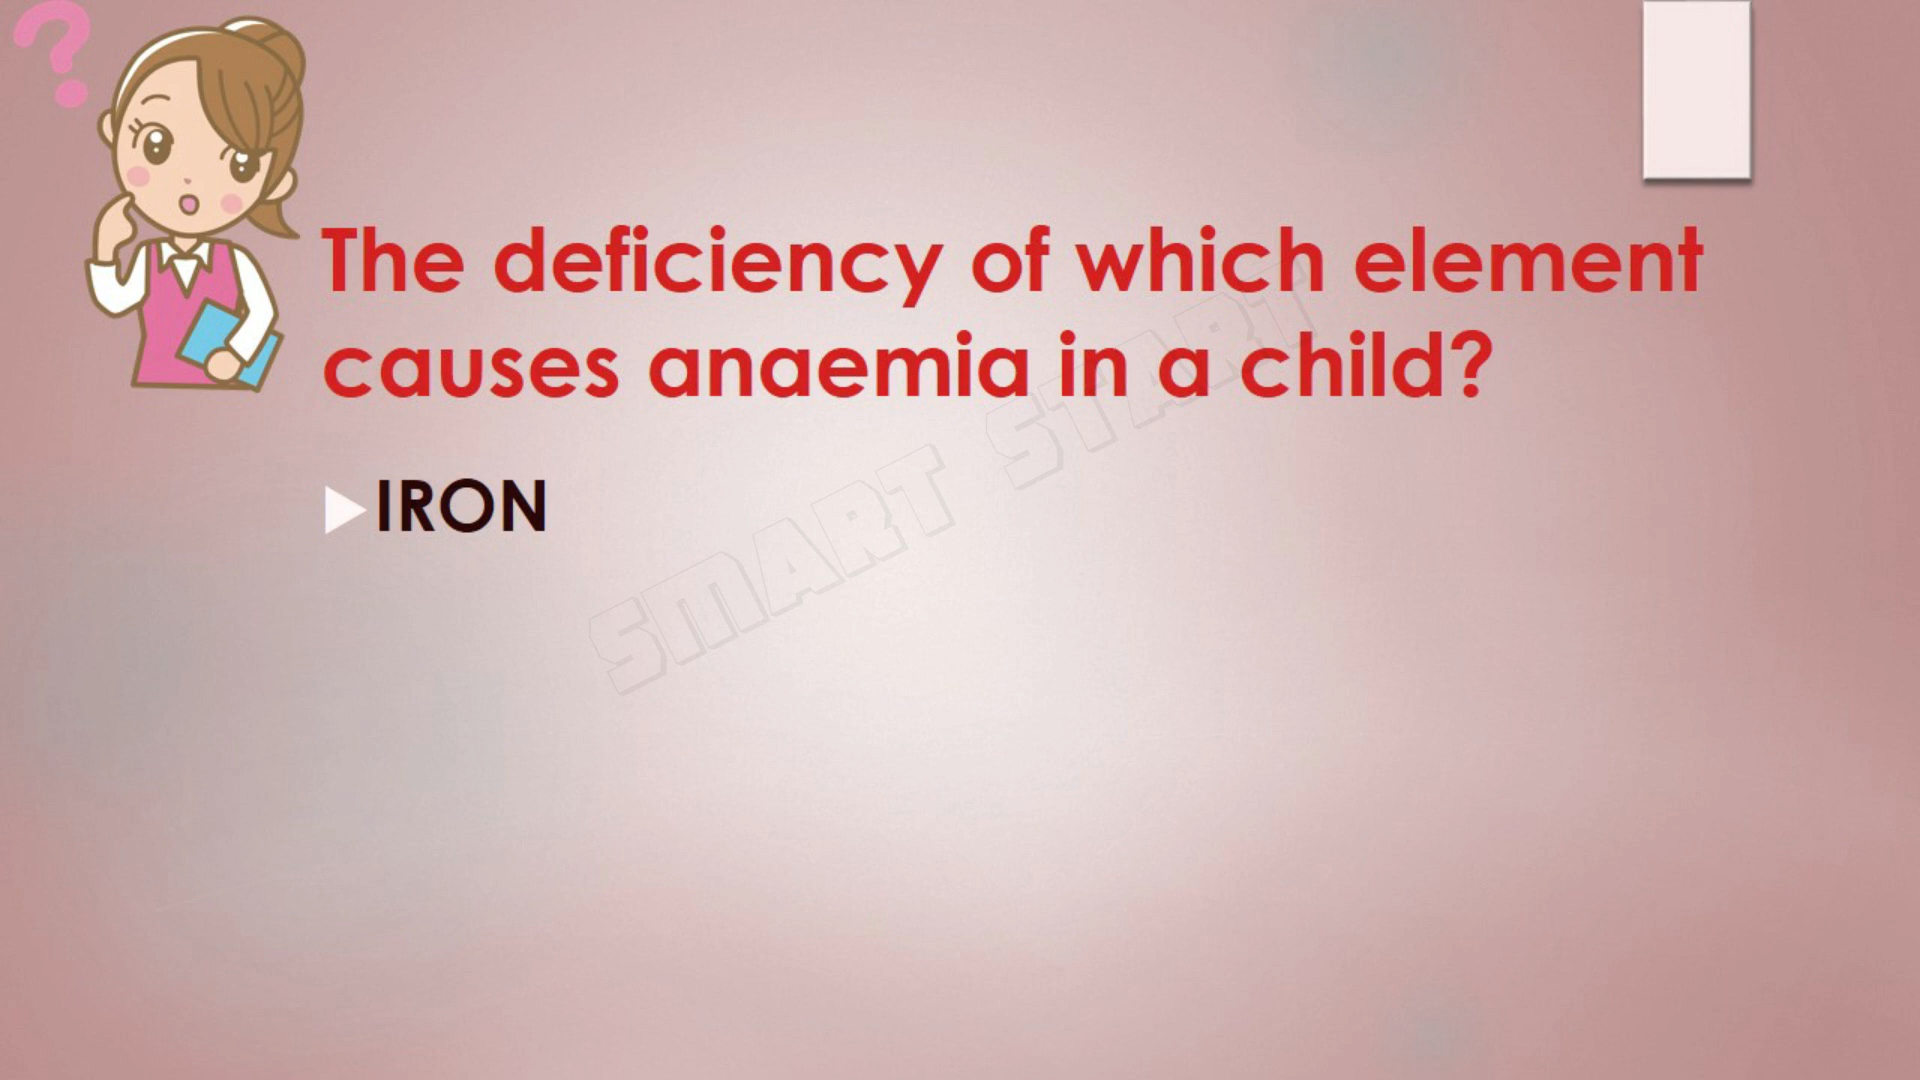 ?
The deficiency of which element
causes anaemia in a child?
IRON
SMART START